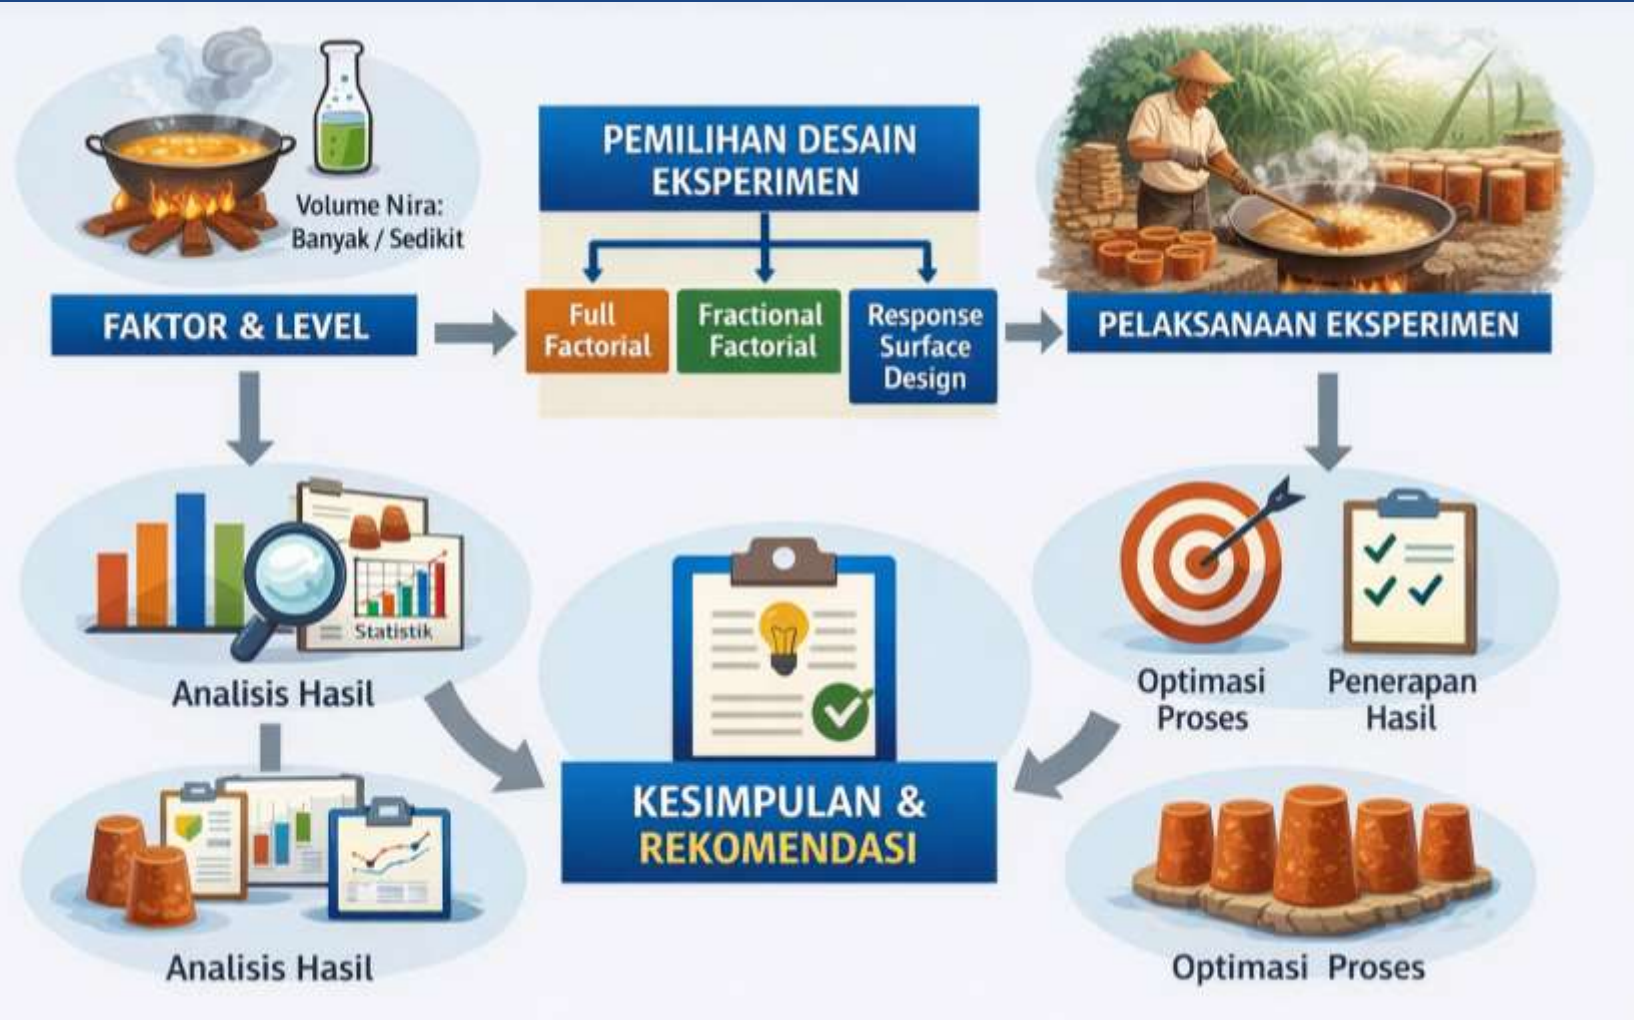 Volume Nira:
Banyak / Sedikit
FAKTOR & LEVEL
PEMILIHAN DESAIN
EKSPERIMEN
Full
Factorial
Fractional
Factorial
Response
Surface
Design
PELAKSANAAN EKSPERIMEN
Statistik
Analisis Hasil
Optimasi
Proses
Penerapan
Hasil
KESIMPULAN &
REKOMENDASI
Analisis Hasil
Optimasi Proses